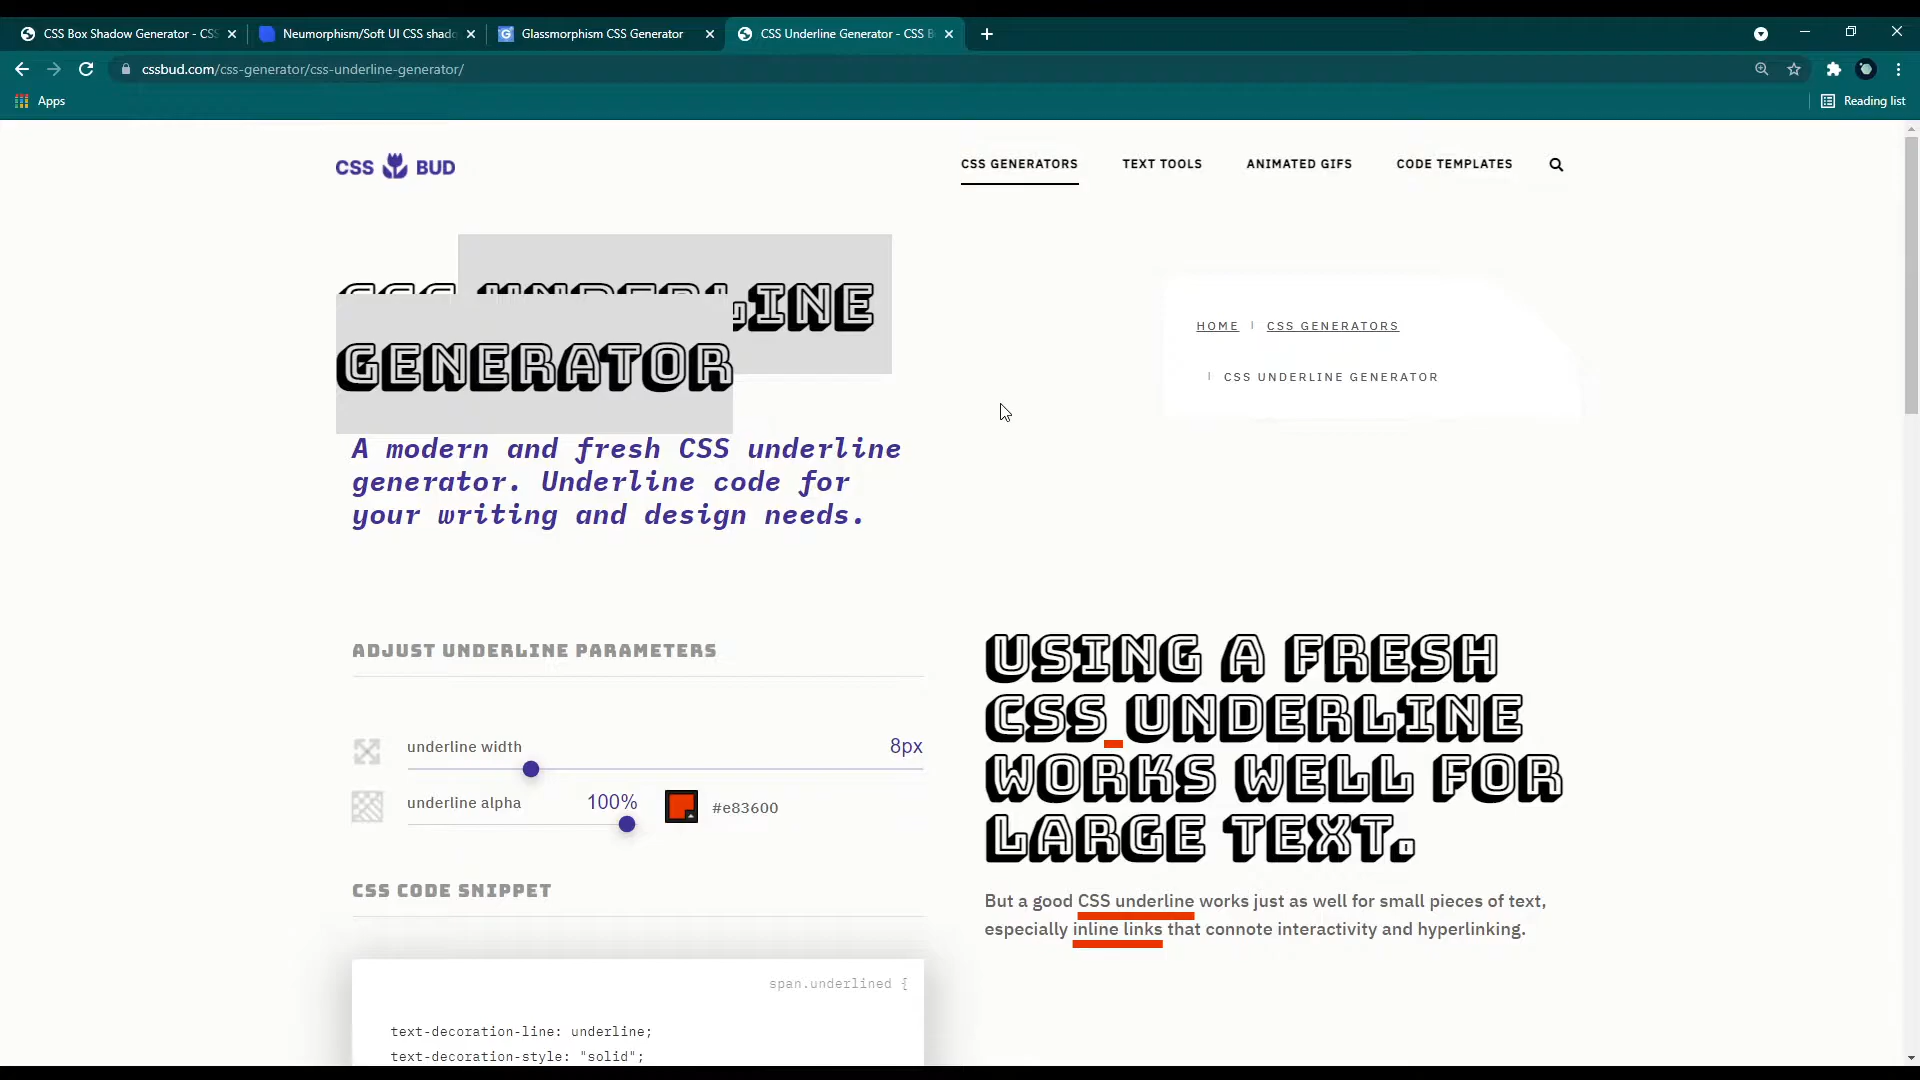 CSS Box Shadow Generator - CSS
Neumorphism/Soft UI CSS shado
Glassmorphism CSS Generator
CSS Underline Generator - CSS B
cssbud.com/css-generator/css-underline-generator/
Apps
Reading list
CSS BUD
CSS GENERATORS
TEXT TOOLS
ANIMATED GIFS
CODE TEMPLATES
CSS UNDERLINE
GENERATOR
HOME | CSS GENERATORS
| CSS UNDERLINE GENERATOR
A modern and fresh CSS underline
generator. Underline code for
your writing and design needs.
ADJUST UNDERLINE PARAMETERS
underline width 8px
underline alpha 100% #e83600
CSS CODE SNIPPET
span.underlined {
text-decoration-line: underline;
text-decoration-style: "solid";
USING A FRESH
CSS UNDERLINE
WORKS WELL FOR
LARGE TEXT.
But a good CSS underline works just as well for small pieces of text,
especially inline links that connote interactivity and hyperlinking.